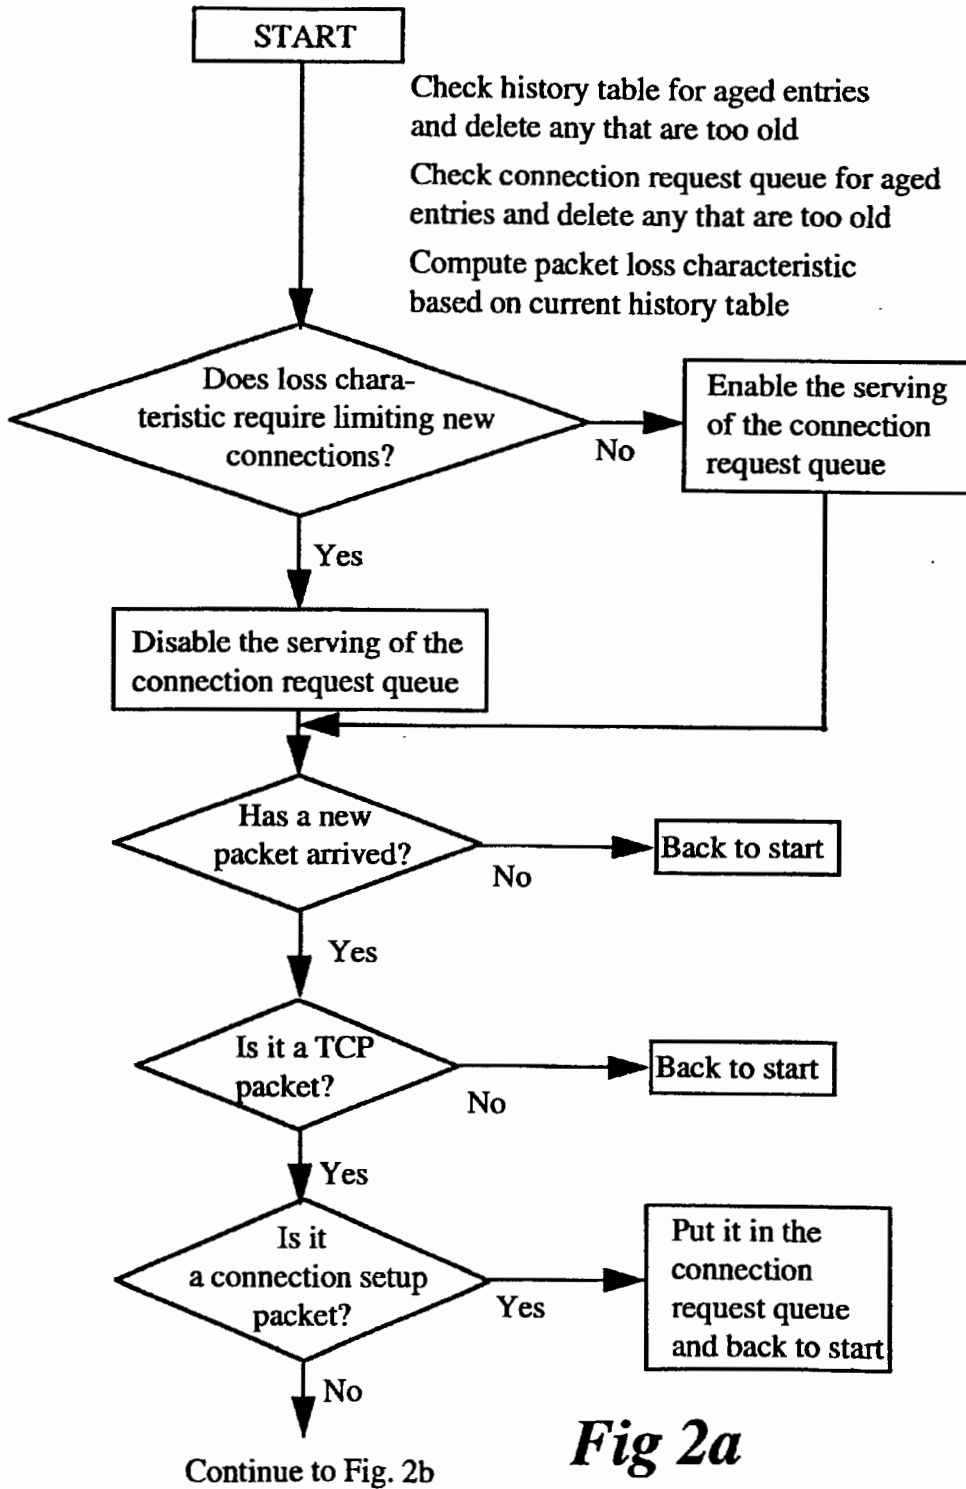 START
Check history table for aged entries
and delete any that are too old
Check connection request queue for aged
entries and delete any that are too old
Compute packet loss characteristic
based on current history table
Does loss chara-
teristic require limiting new
connections?
No
Enable the serving
of the connection
request queue
Yes
Disable the serving of the
connection request queue
Has a new
packet arrived?
No
Back to start
Yes
Is it a TCP
packet?
No
Back to start
Yes
Is it
a connection setup
packet?
Yes
Put it in the
connection
request queue
and back to start
No
Continue to Fig. 2b
Fig 2a